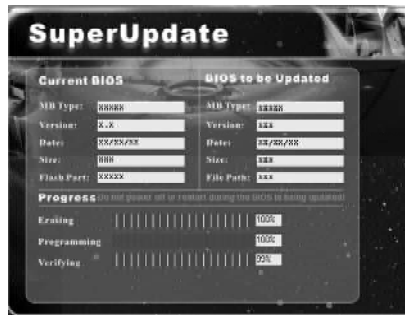 SuperUpdate
Current BIOS
MB Type: XXXXX
Version: X.X
Date: XX/XX/XX
Size: XXX
Flash Part: XXXXX
BIOS to be Updated
MB Type: XXXXX
Version: XXX
Date: XX/XX/XX
Size: XXX
File Path: XXX
Progress Do not power off or restart during the BIOS is being updated!
Erasing 100%
Programming 100%
Verifying 99%